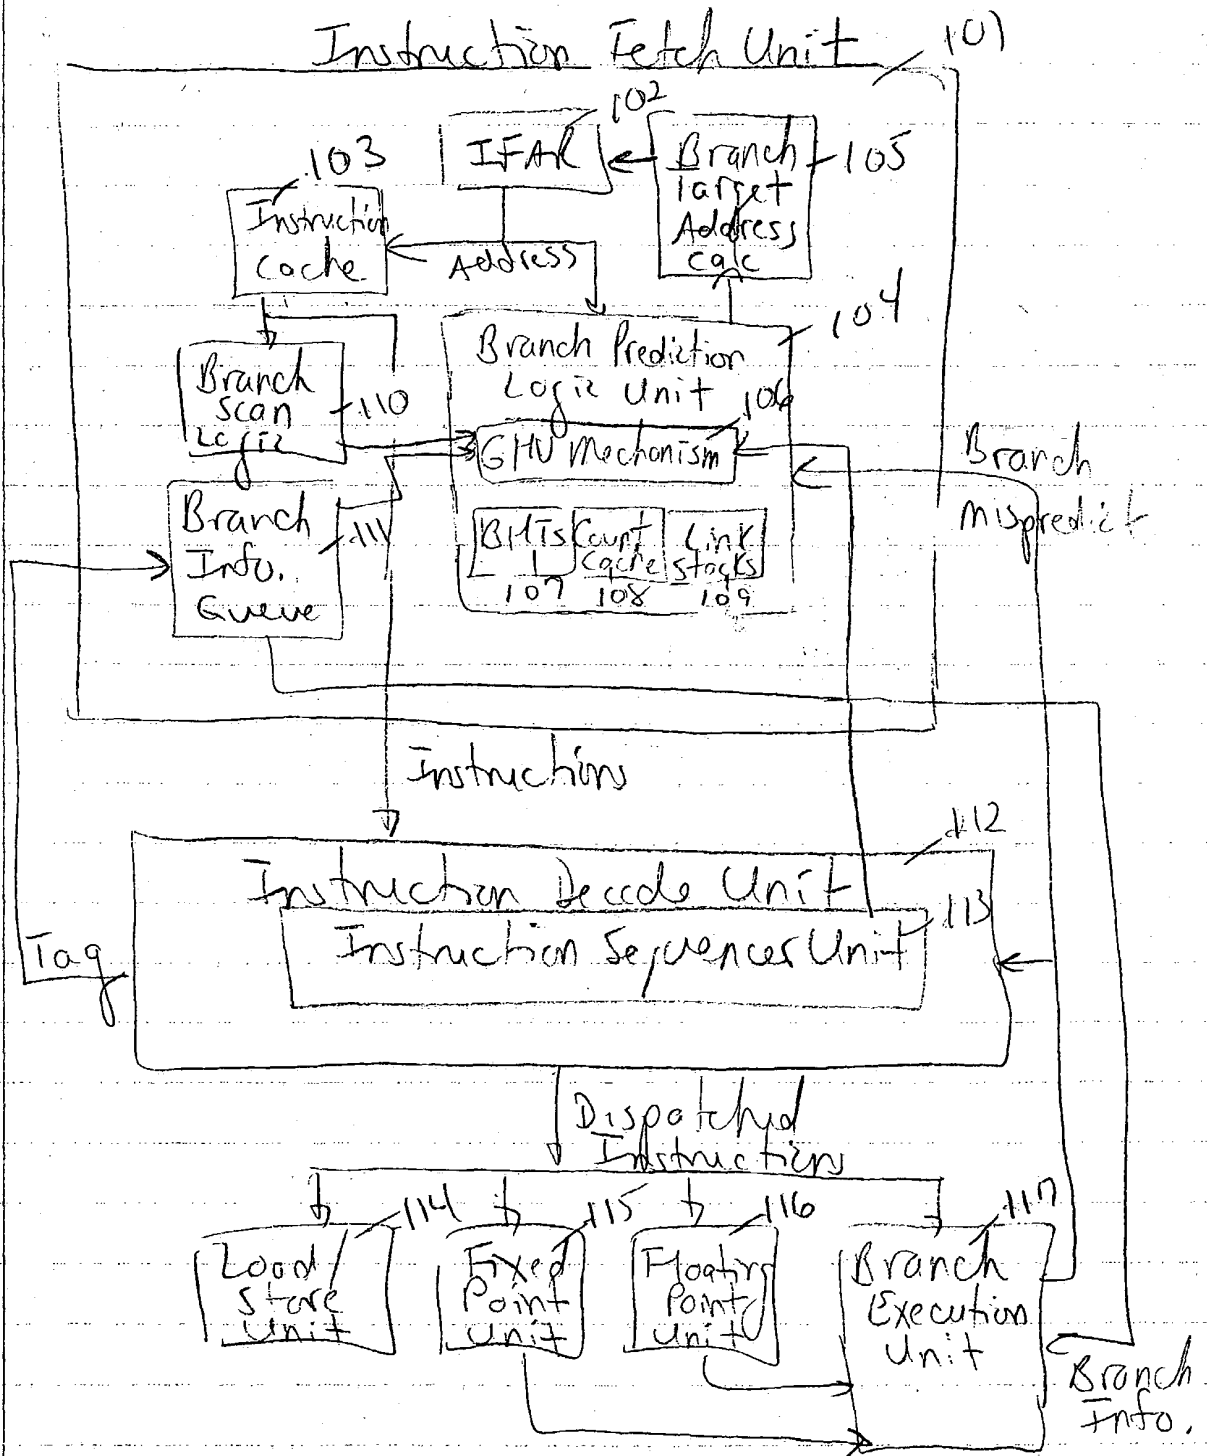 Instruction Fetch Unit
101
102
IFAR
103
Instruction
Cache
Branch
Target
Address
Calc
105
Address
104
Branch Prediction
Logic Unit
106
GHV Mechanism
Branch
Scan
Logic
110
Branch
Info.
Queue
111
BHTs
107
Count
Cache
108
Link
Stacks
109
Branch
Mispredict
Instructions
112
Instruction Decode Unit
113
Instruction Sequencer Unit
Tag
Dispatched
Instructions
114
Load
Store
Unit
115
Fixed
Point
Unit
116
Floating
Point
Unit
117
Branch
Execution
Unit
Branch
Info.